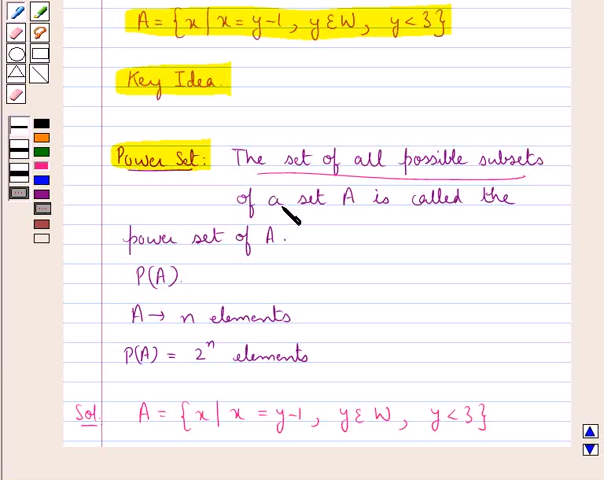 A = {x | x = y-1, y ∈ W, y < 3}
Key Idea.
Power Set: The set of all possible subsets
of a set A is called the
power set of A.
P(A).
A → n elements
P(A) = 2ⁿ elements
Sol. A = {x | x = y-1, y ∈ W, y < 3}